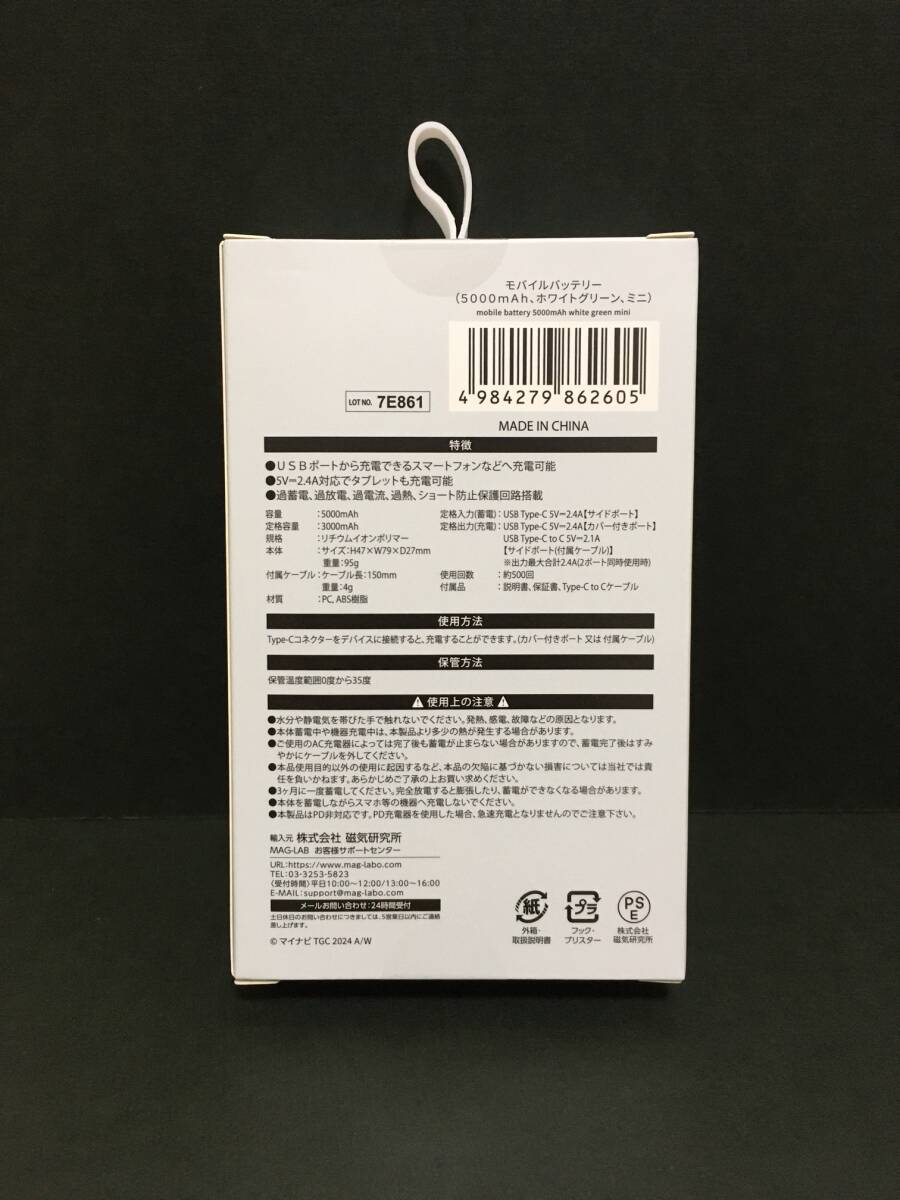 モバイルバッテリー
(5000mAh、ホワイトグリーン、ミニ)
mobile battery 5000mAh white green mini
4 984279 862605
LOT NO. 7E861
MADE IN CHINA
特徴
●USBポートから充電できるスマートフォンなどへ充電可能
●5V=2.4A対応でタブレットも充電可能
●過蓄電、過放電、過電流、過熱、ショート防止保護回路搭載
容量 :5000mAh
定格容量 :3000mAh
規格 :リチウムイオンポリマー
本体 :サイズ:H47×W79×D27mm
重量:95g
付属ケーブル:ケーブル長:150mm
重量:4g
材質 :PC、ABS樹脂
定格入力(蓄電):USB Type-C 5V=2.4A【サイドポート】
定格出力(充電):USB Type-C 5V=2.4A【カバー付きポート】
USB Type-C to C 5V=2.1A
【サイドポート(付属ケーブル)】
※出力最大合計2.4A(2ポート同時使用時)
使用回数 :約500回
付属品 :説明書、保証書、Type-C to Cケーブル
使用方法
Type-Cコネクターをデバイスに接続すると、充電することができます。(カバー付きポート 又は 付属ケーブル)
保管方法
保管温度範囲0度から35度
⚠使用上の注意⚠
●水分や静電気を帯びた手で触れないでください。発熱、感電、故障などの原因となります。
●本体蓄電中や機器充電中は、本製品より多少の熱が発生する場合があります。
●ご使用のAC充電器によっては完了後も蓄電が止まらない場合がありますので、蓄電完了後はすみ
やかにケーブルを外してください。
●本品使用目的以外の使用に起因するなど、本品の欠陥に基づかない損害については当社では責
任を負いかねます。あらかじめご了承の上お買い求めください。
●3ヶ月に一度蓄電してください。完全放電すると膨張したり、蓄電ができなくなる場合があります。
●本体を蓄電しながらスマホ等の機器へ充電しないでください。
●本製品はPD非対応です。PD充電器を使用した場合、急速充電となりませんのでご注意下さい。
輸入元 株式会社 磁気研究所
MAG-LAB お客様サポートセンター
URL:https://www.mag-labo.com
TEL:03-3253-5823
〈受付時間〉平日10:00~12:00/13:00~16:00
E-MAIL:support@mag-labo.com
メールお問い合わせ:24時間受付
土日休日のお問い合わせにつきましては、5営業日以内にご連絡
差し上げます。
© マイナビ TGC 2024 A/W
紙
外箱・
取扱説明書
プラ
フック・
ブリスター
PS
E
株式会社
磁気研究所